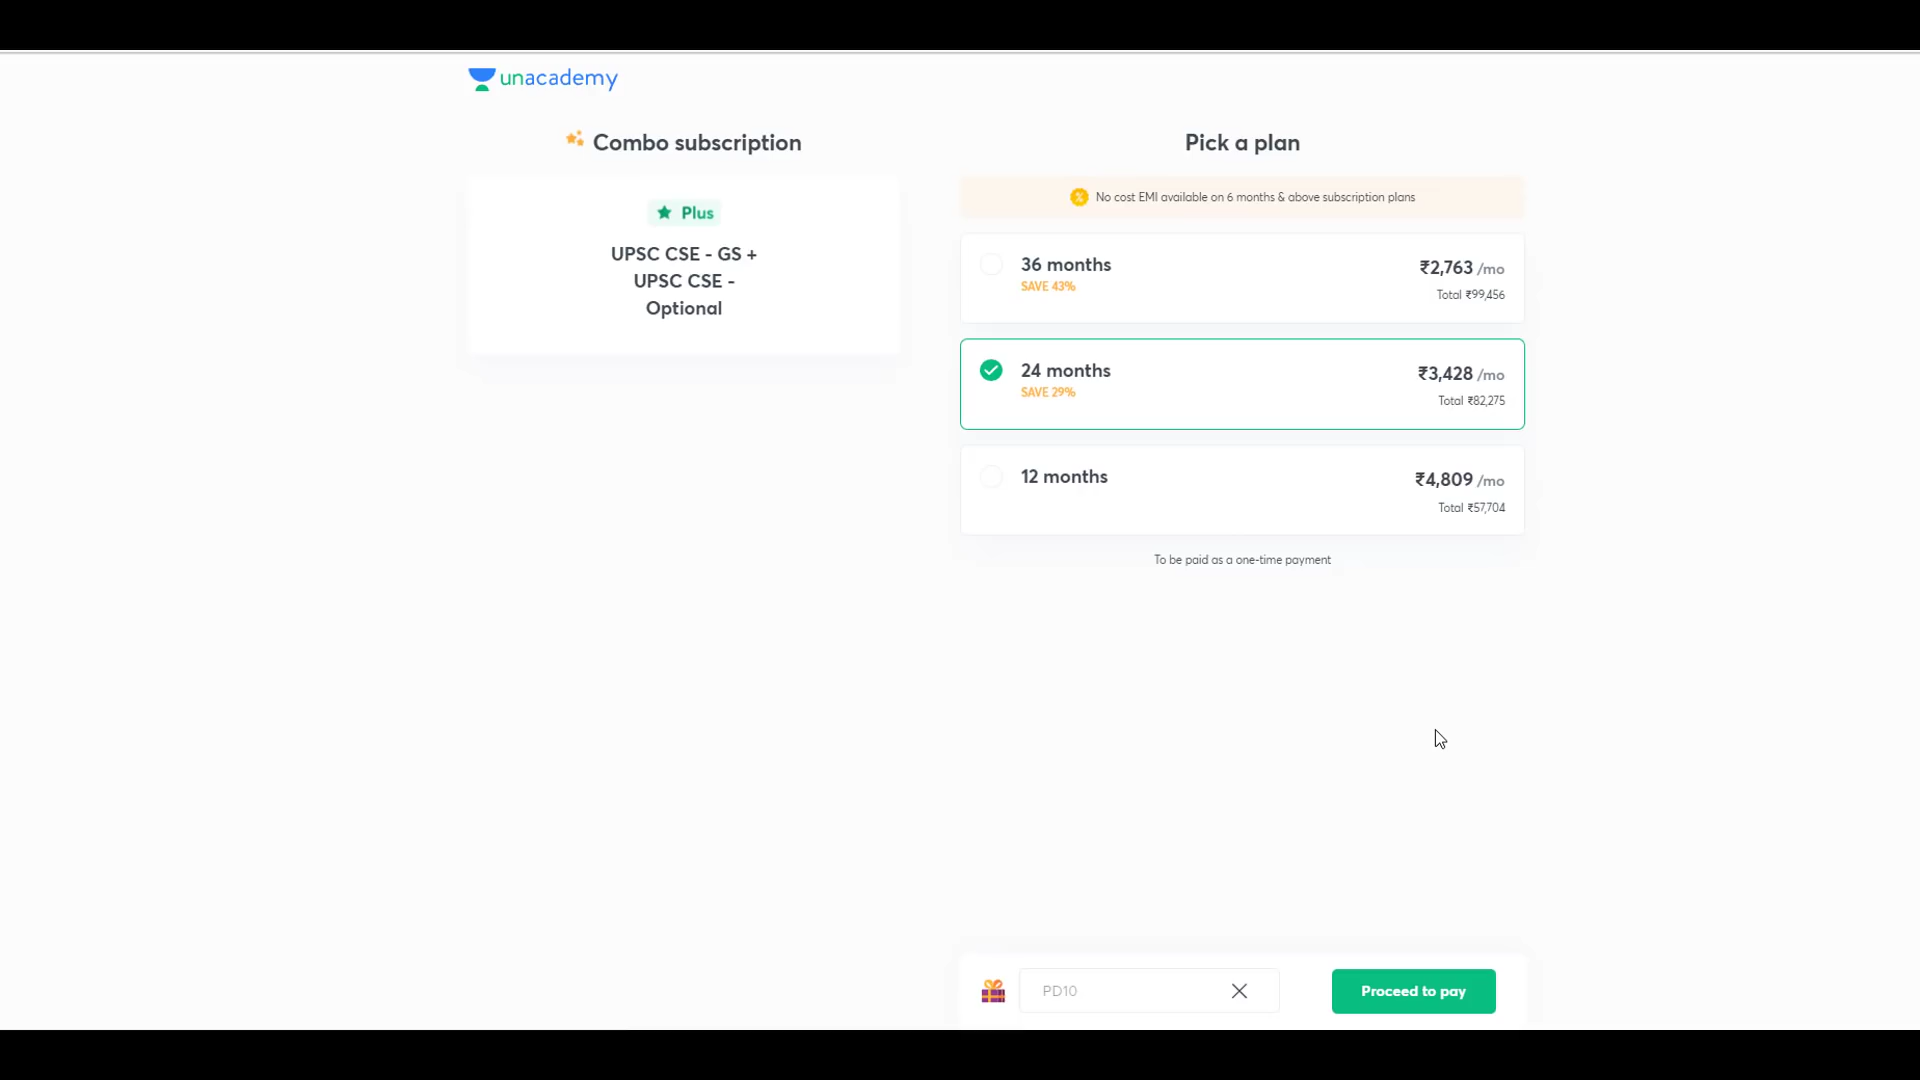 unacademy
Combo subscription
Plus
UPSC CSE - GS +
UPSC CSE -
Optional
Pick a plan
No cost EMI available on 6 months & above subscription plans
36 months
SAVE 43%
₹2,763 /mo
Total ₹99,456
24 months
SAVE 29%
₹3,428 /mo
Total ₹82,275
12 months
₹4,809 /mo
Total ₹57,704
To be paid as a one-time payment
PD10
Proceed to pay